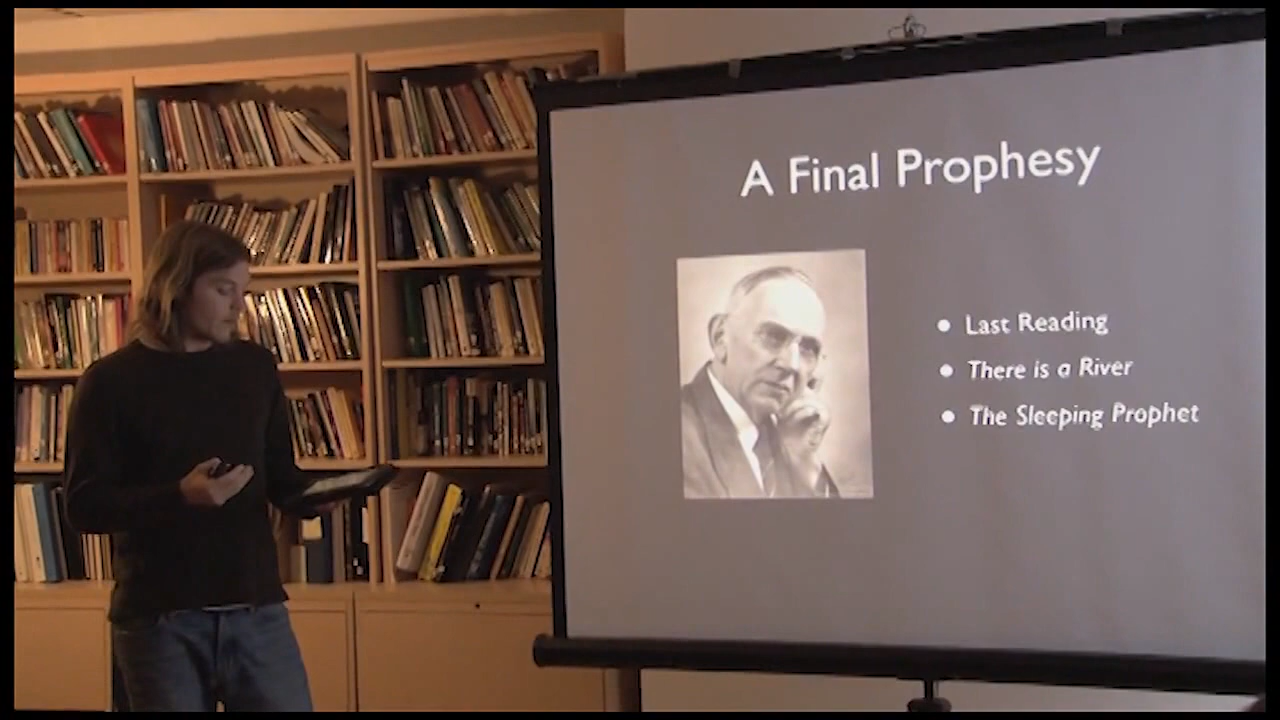 A Final Prophesy
• Last Reading
• There is a River
• The Sleeping Prophet